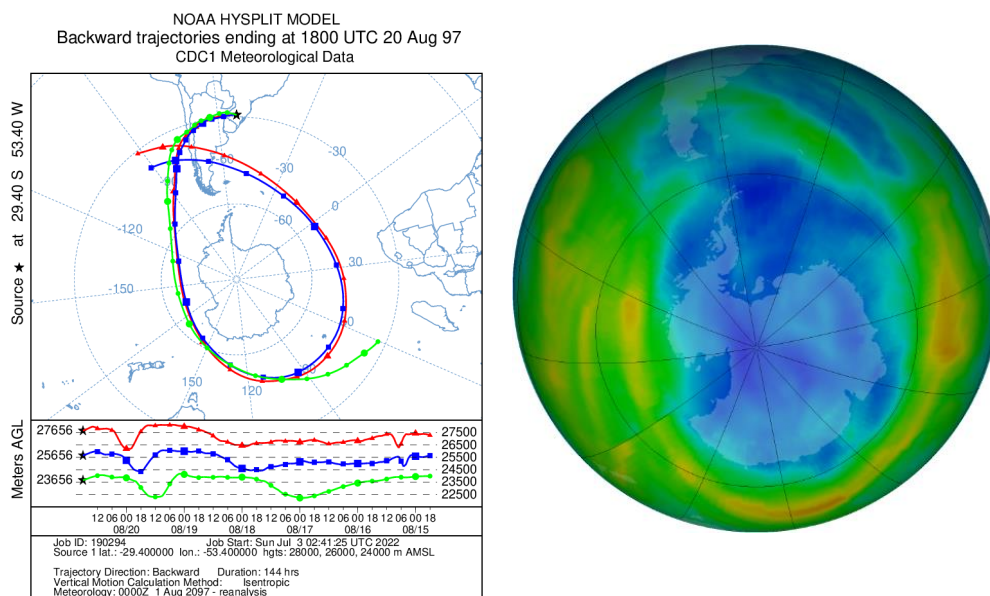 NOAA HYSPLIT MODEL
Backward trajectories ending at 1800 UTC 20 Aug 97
CDC1 Meteorological Data
Source ★ at 29.40 S 53.40 W
-30
-30
-60
-90
0
-60
-120
30
-150
150
120
Meters AGL
27656
25656
23656
27500
26500
25500
24500
23500
22500
12 06 00 18 12 06 00 18 12 06 00 18 12 06 00 18 12 06 00 18 12 06 00 18
08/20 08/19 08/18 08/17 08/16 08/15
Job ID: 190294 Job Start: Sun Jul 3 02:41:25 UTC 2022
Source 1 lat.: -29.400000 lon.: -53.400000 hgts: 28000, 26000, 24000 m AMSL
Trajectory Direction: Backward Duration: 144 hrs
Vertical Motion Calculation Method: Isentropic
Meteorology: 0000Z 1 Aug 2097 - reanalysis